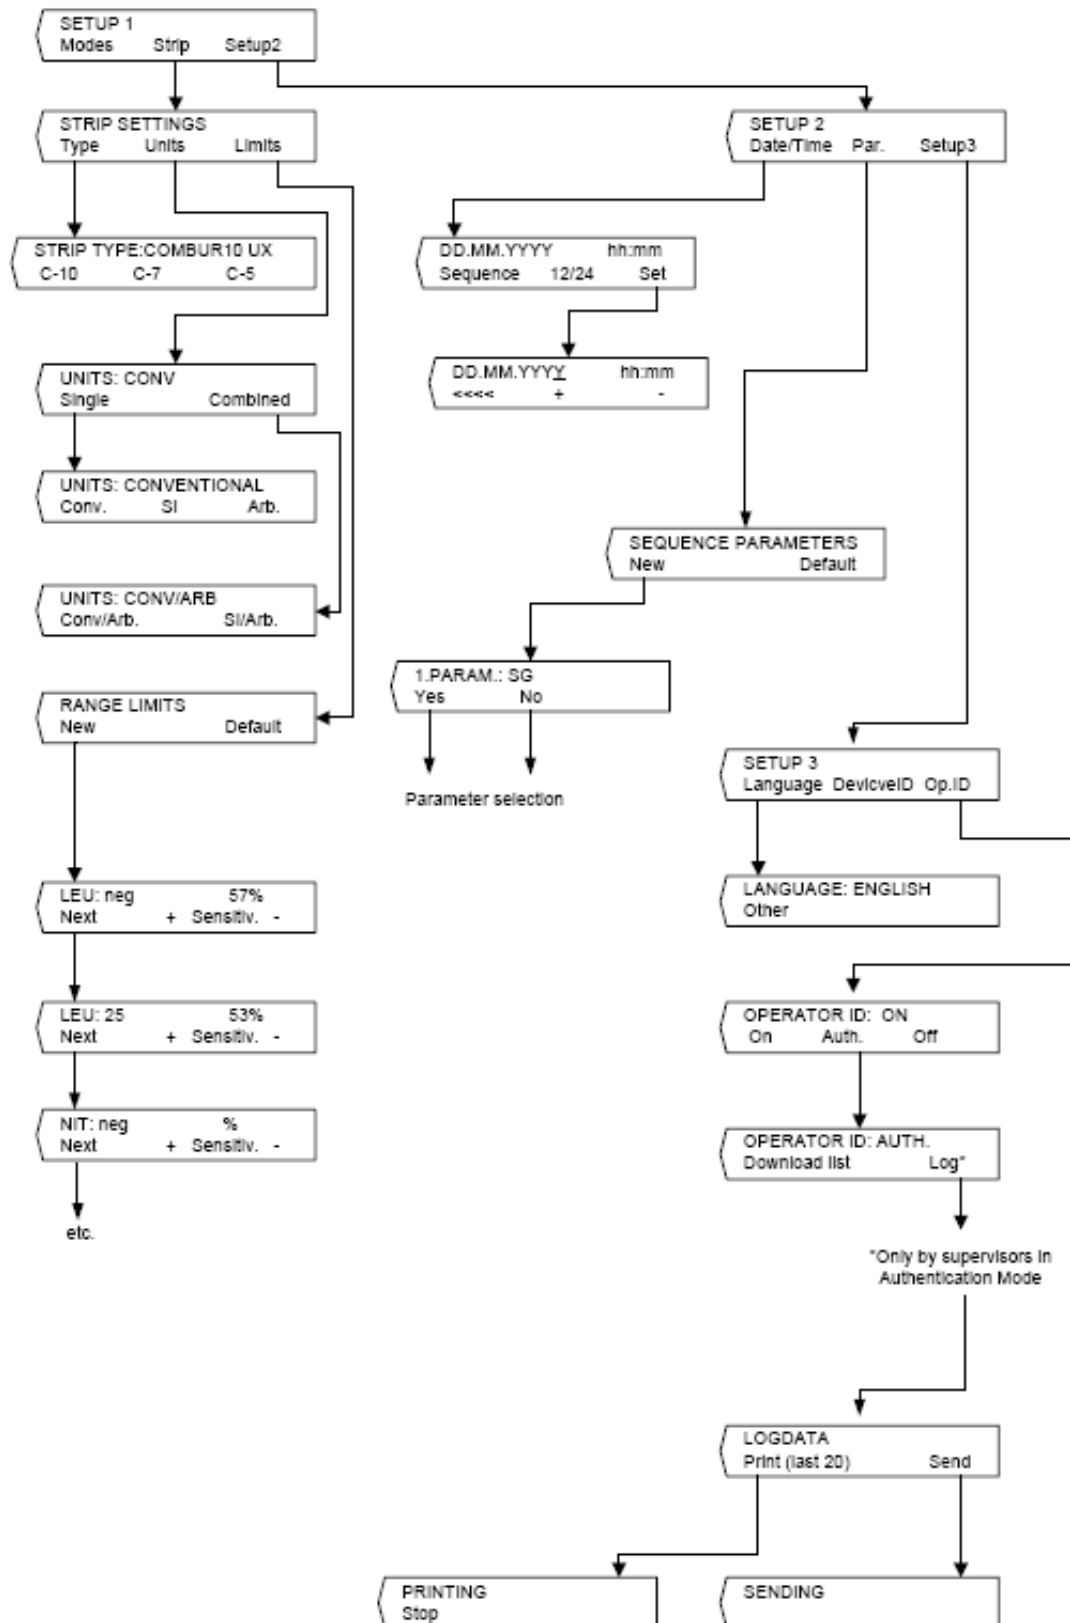 SETUP 1
Modes Strip Setup2
STRIP SETTINGS
Type Units Limits
SETUP 2
Date/Time Par. Setup3
STRIP TYPE:COMBUR10 UX
C-10 C-7 C-5
DD.MM.YYYY hh:mm
Sequence 12/24 Set
UNITS: CONV
Single Combined
DD.MM.YYYY hh:mm
<<<< + -
UNITS: CONVENTIONAL
Conv. SI Arb.
SEQUENCE PARAMETERS
New Default
UNITS: CONV/ARB
Conv/Arb. SI/Arb.
1.PARAM.: SG
Yes No
RANGE LIMITS
New Default
Parameter selection
SETUP 3
Language DevicveID Op.ID
LEU: neg 57%
Next + Sensitiv. -
LANGUAGE: ENGLISH
Other
LEU: 25 53%
Next + Sensitiv. -
OPERATOR ID: ON
On Auth. Off
NIT: neg %
Next + Sensitiv. -
OPERATOR ID: AUTH.
Download list Log*
etc.
*Only by supervisors in
Authentication Mode
LOGDATA
Print (last 20) Send
PRINTING
Stop
SENDING